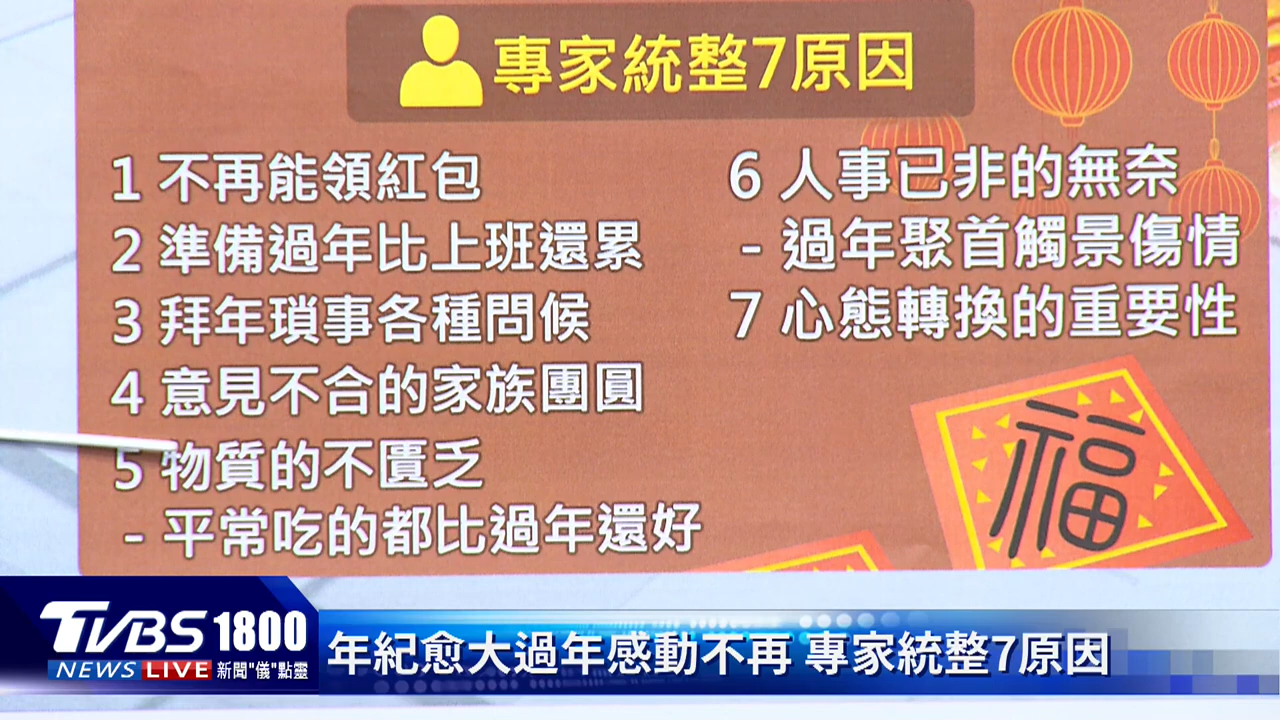 專家統整7原因
1 不再能領紅包
2 準備過年比上班還累
3 拜年瑣事各種問候
4 意見不合的家族團圓
5 物質的不匱乏
- 平常吃的都比過年還好
6 人事已非的無奈
- 過年聚首觸景傷情
7 心態轉換的重要性
福
TVBS 1800
NEWS LIVE 新聞"儀"點靈
年紀愈大過年感動不再 專家統整7原因